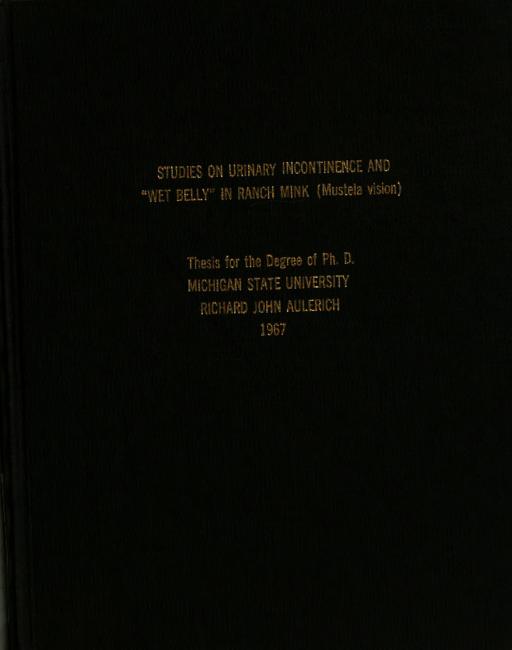 STUDIES ON URINARY INCONTINENCE AND
"WET BELLY" IN RANCH MINK (Mustela vision)
Thesis for the Degree of Ph. D.
MICHIGAN STATE UNIVERSITY
RICHARD JOHN AULERICH
1967